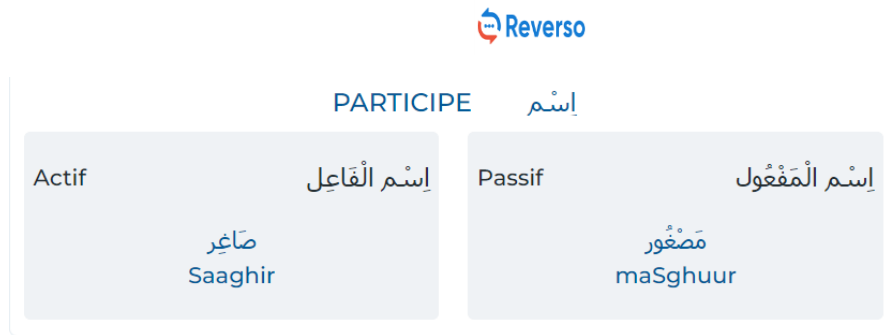 Reverso
PARTICIPE اِسْم
Actif اِسْم الْفَاعِل
صَاغِر
Saaghir
Passif اِسْم الْمَفْعُول
مَصْغُور
maSghuur